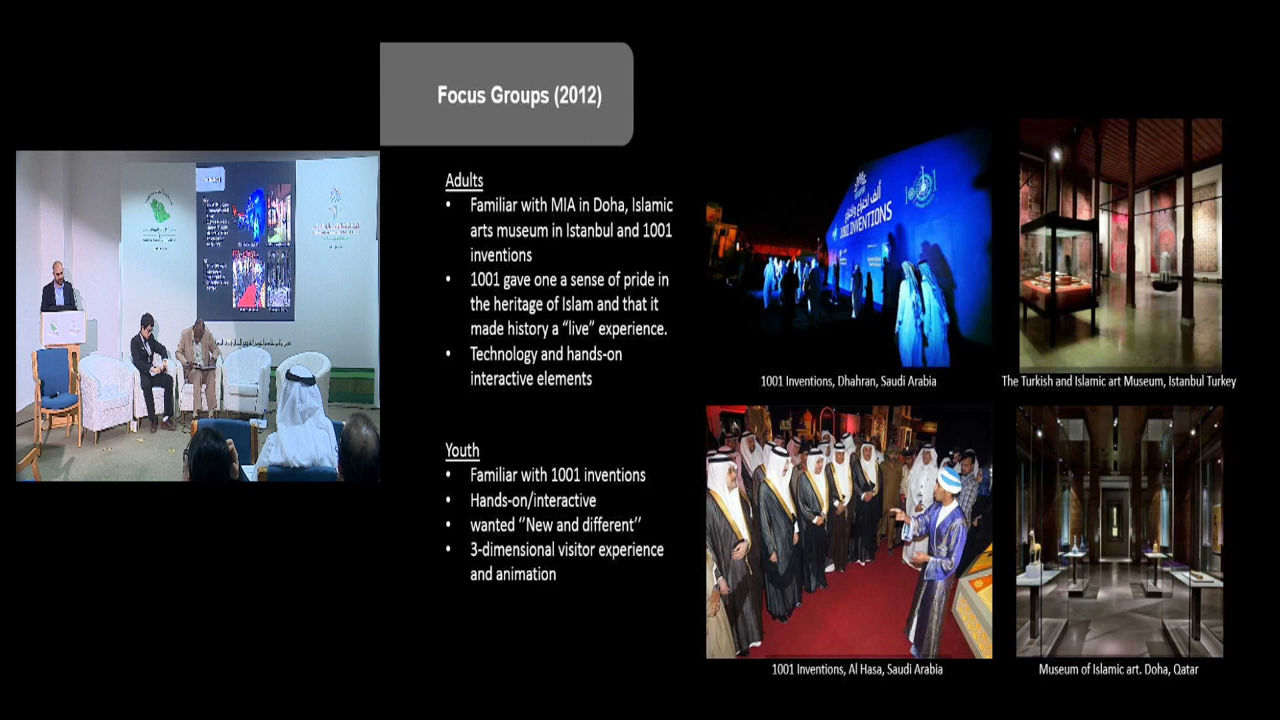 Focus Groups (2012)
Adults
• Familiar with MIA in Doha, Islamic
arts museum in Istanbul and 1001
inventions
• 1001 gave one a sense of pride in
the heritage of Islam and that it
made history a “live” experience.
• Technology and hands-on
interactive elements
Youth
• Familiar with 1001 inventions
• Hands-on/interactive
• wanted “New and different”
• 3-dimensional visitor experience
and animation
ألف اختراع واختراع
1001 INVENTIONS
1001 Inventions, Dhahran, Saudi Arabia
The Turkish and Islamic art Museum, Istanbul Turkey
1001 Inventions, Al Hasa, Saudi Arabia
Museum of Islamic art. Doha, Qatar